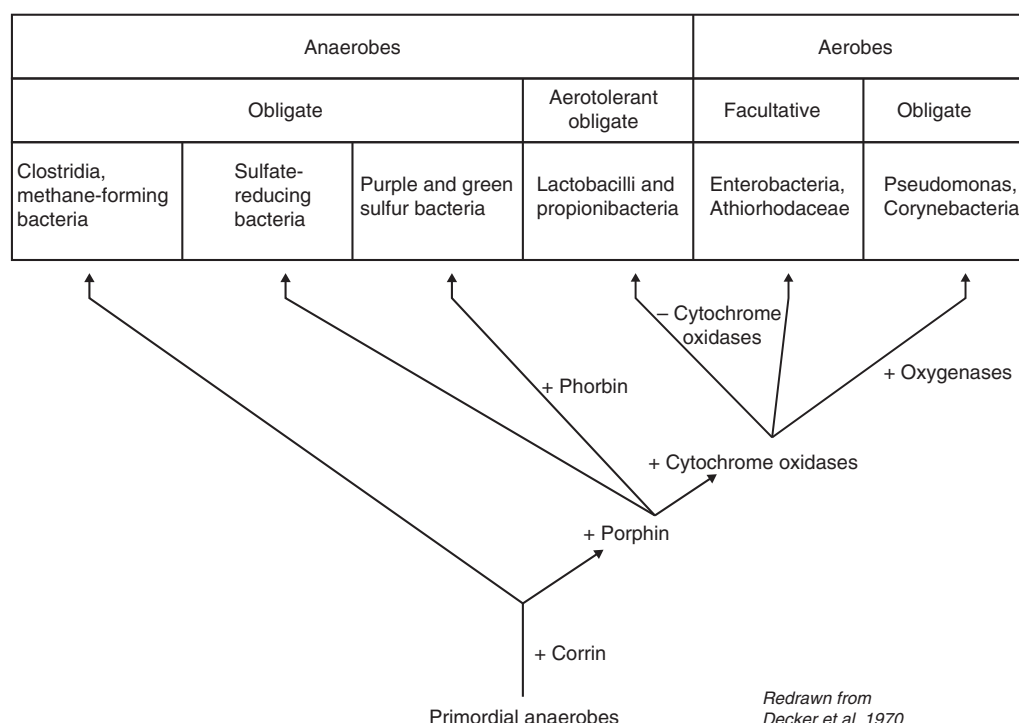 Anaerobes
Aerobes
Obligate
Aerotolerant
obligate
Facultative
Obligate
Clostridia,
methane-forming
bacteria
Sulfate-
reducing
bacteria
Purple and green
sulfur bacteria
Lactobacilli and
propionibacteria
Enterobacteria,
Athiorhodaceae
Pseudomonas,
Corynebacteria
– Cytochrome
oxidases
+ Phorbin
+ Oxygenases
+ Cytochrome oxidases
+ Porphin
+ Corrin
Primordial anaerobes
Redrawn from
Decker et al. 1970